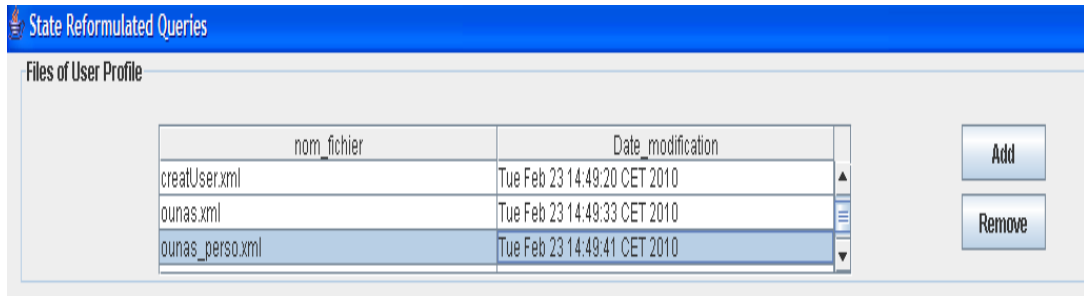 State Reformulated Queries
Files of User Profile
nom_fichier Date_modification
creatUser.xml Tue Feb 23 14:49:20 CET 2010
ounas.xml Tue Feb 23 14:49:33 CET 2010
ounas_perso.xml Tue Feb 23 14:49:41 CET 2010
Add
Remove